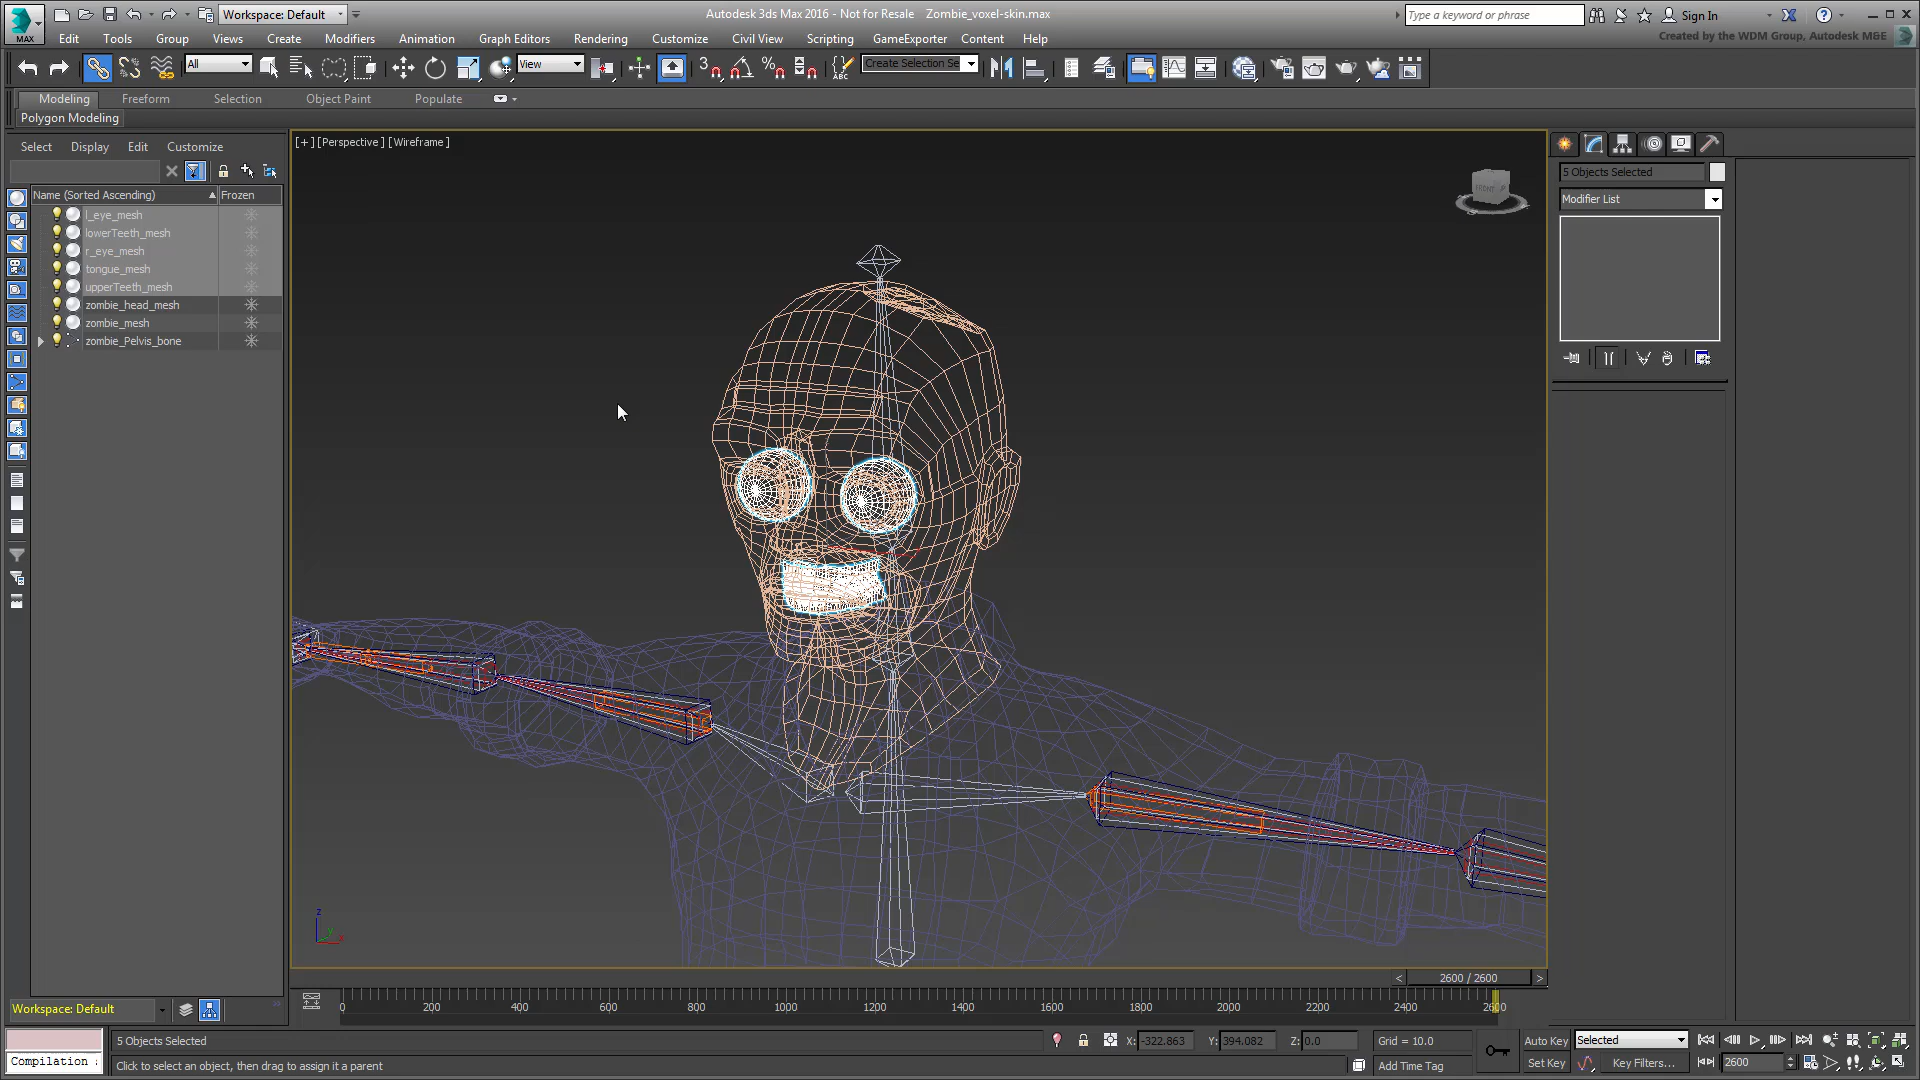 MAX
Workspace: Default
Autodesk 3ds Max 2016 - Not for Resale Zombie_voxel-skin.max
Type a keyword or phrase
Sign In
Edit Tools Group Views Create Modifiers Animation Graph Editors Rendering Customize Civil View Scripting GameExporter Content Help
Created by the WDM Group, Autodesk M&E
All
View
3
%
ABC
Create Selection Se
Modeling Freeform Selection Object Paint Populate
Polygon Modeling
Select Display Edit Customize
[+] [Perspective] [Wireframe]
FRONT
5 Objects Selected
Modifier List
Name (Sorted Ascending) Frozen
l_eye_mesh
lowerTeeth_mesh
r_eye_mesh
tongue_mesh
upperTeeth_mesh
zombie_head_mesh
zombie_mesh
zombie_Pelvis_bone
z
y
x
< 2600 / 2600 >
Workspace: Default
0 200 400 600 800 1000 1200 1400 1600 1800 2000 2200 2400 2600
5 Objects Selected
X: -322.863 Y: 394.082 Z: 0.0
Grid = 10.0
Auto Key
Selected
Compilation
Click to select an object, then drag to assign it a parent
Add Time Tag
Set Key
Key Filters...
2600